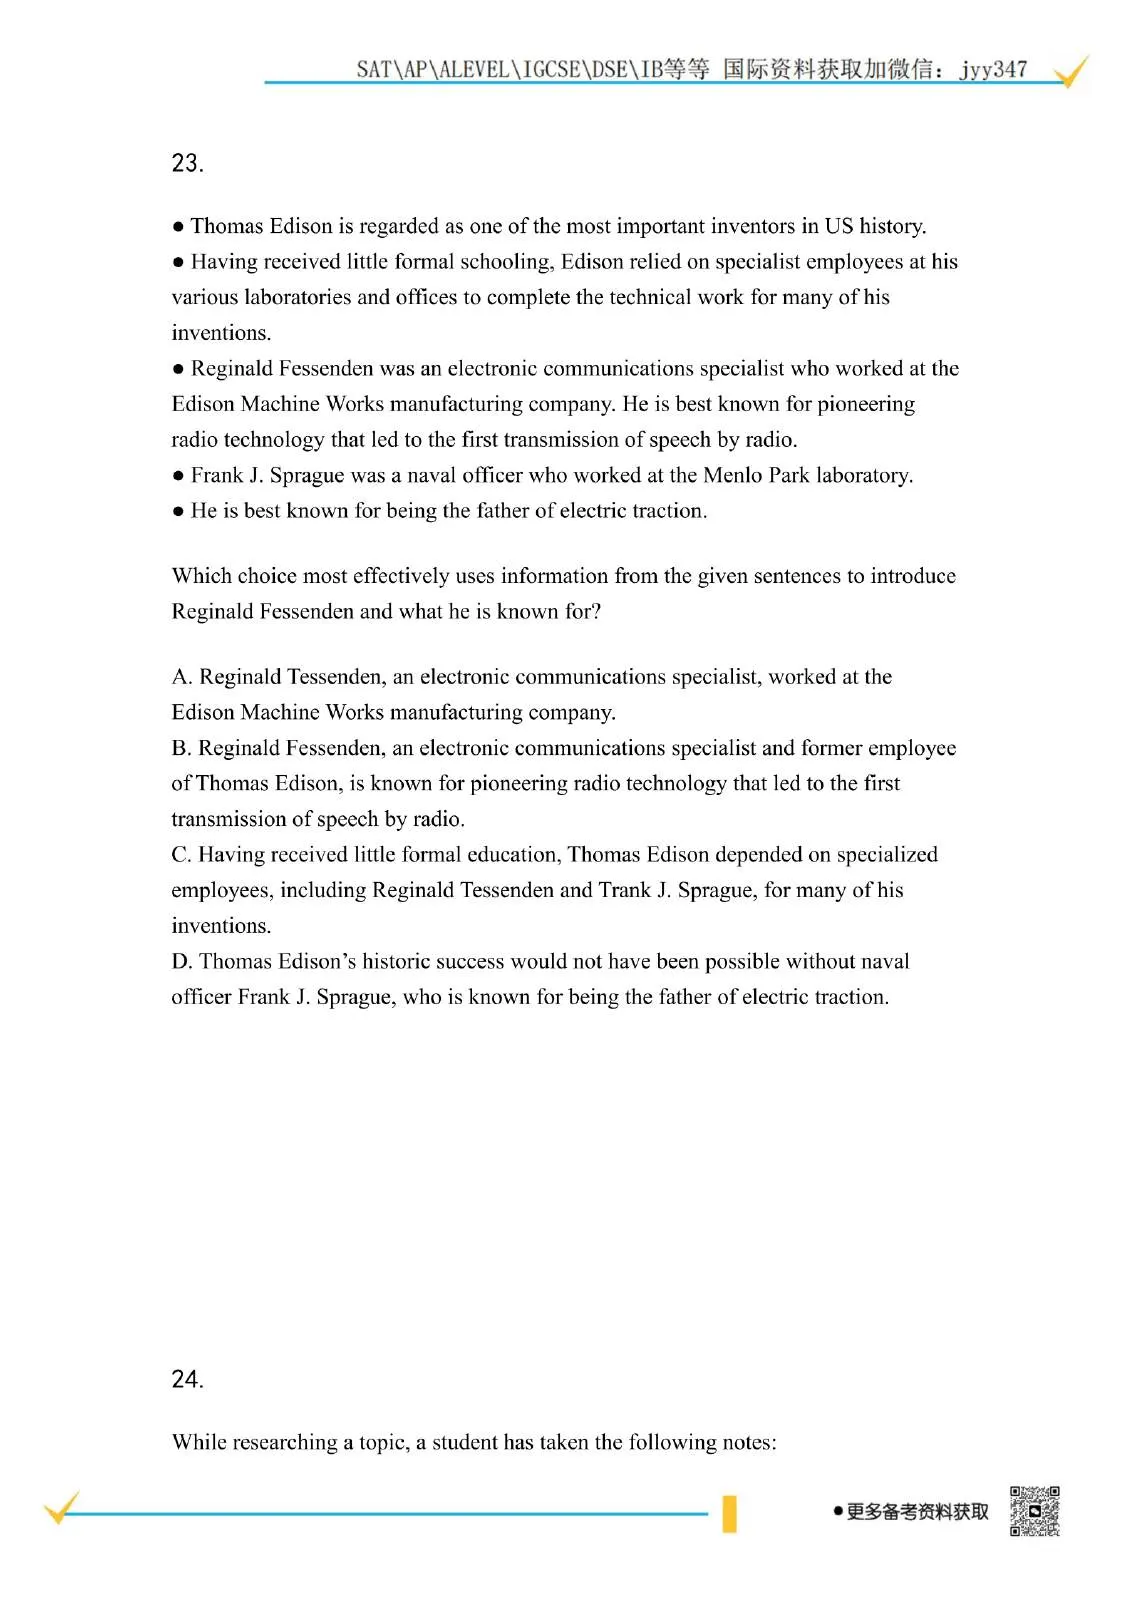 SAT\AP\ALEVEL\IGCSE\DSE\IB等等 国际资料获取加微信：jyy347
23.
● Thomas Edison is regarded as one of the most important inventors in US history.
● Having received little formal schooling, Edison relied on specialist employees at his
various laboratories and offices to complete the technical work for many of his
inventions.
● Reginald Fessenden was an electronic communications specialist who worked at the
Edison Machine Works manufacturing company. He is best known for pioneering
radio technology that led to the first transmission of speech by radio.
● Frank J. Sprague was a naval officer who worked at the Menlo Park laboratory.
● He is best known for being the father of electric traction.
Which choice most effectively uses information from the given sentences to introduce
Reginald Fessenden and what he is known for?
A. Reginald Tessenden, an electronic communications specialist, worked at the
Edison Machine Works manufacturing company.
B. Reginald Fessenden, an electronic communications specialist and former employee
of Thomas Edison, is known for pioneering radio technology that led to the first
transmission of speech by radio.
C. Having received little formal education, Thomas Edison depended on specialized
employees, including Reginald Tessenden and Trank J. Sprague, for many of his
inventions.
D. Thomas Edison’s historic success would not have been possible without naval
officer Frank J. Sprague, who is known for being the father of electric traction.
24.
While researching a topic, a student has taken the following notes:
●更多备考资料获取